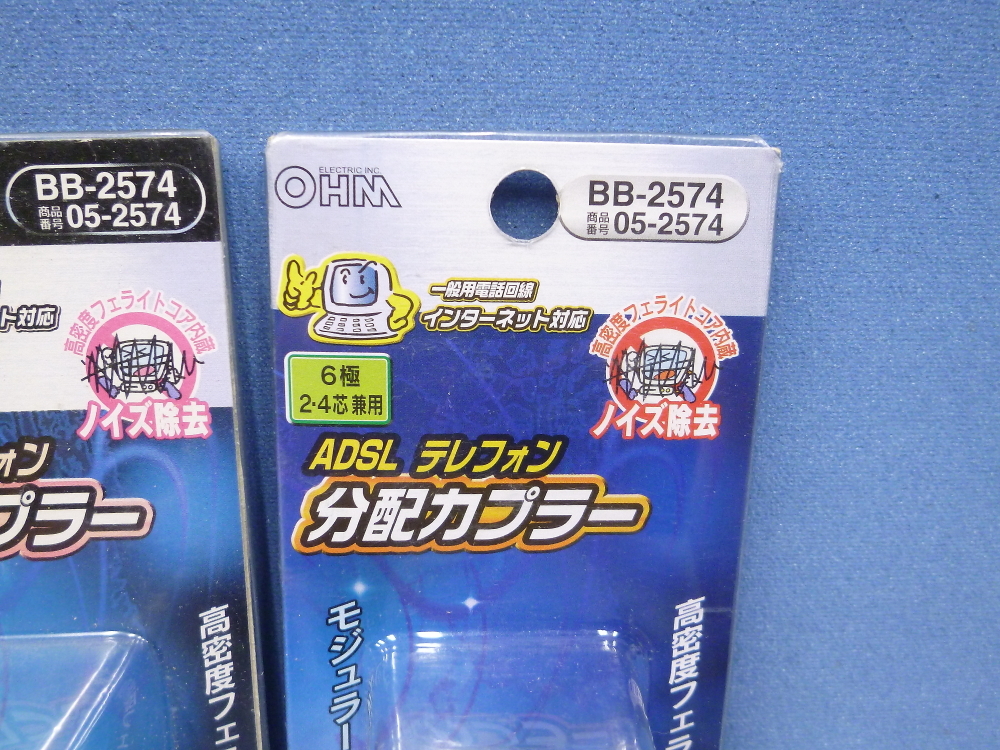 BB-2574
商品番号 05-2574
ト対応
高密度フェライトコア内蔵
ノイズ除去
ォン
プラー
高密度フェ
ELECTRIC INC.
OHM
BB-2574
商品番号 05-2574
一般用電話回線
インターネット対応
高密度フェライトコア内蔵
ノイズ除去
6極
2・4芯兼用
ADSL テレフォン
分配カプラー
モジュラー
高密度フェラ